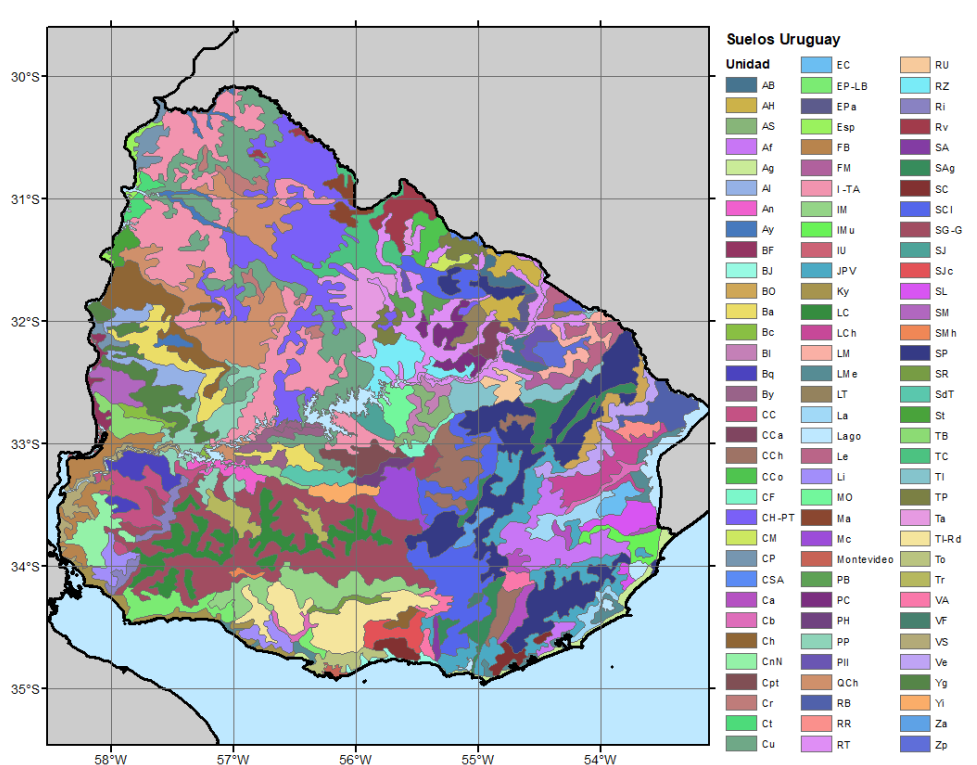 Suelos Uruguay
Unidad
AB
AH
AS
Af
Ag
Al
An
Ay
BF
BJ
BO
Ba
Bc
Bl
Bq
By
CC
CCa
CCh
CCo
CF
CH-PT
CM
CP
CSA
Ca
Cb
Ch
CnN
Cpt
Cr
Ct
Cu
EC
EP-LB
EPa
Esp
FB
FM
I-TA
IM
IMu
IU
JPV
Ky
LC
LCh
LM
LMe
LT
La
Lago
Le
Li
MO
Ma
Mc
Montevideo
PB
PC
PH
PP
PII
QCh
RB
RR
RT
RU
RZ
Ri
Rv
SA
SAg
SC
SCl
SG-G
SJ
SJc
SL
SM
SMh
SP
SR
SdT
St
TB
TC
TI
TP
Ta
Tl-Rd
To
Tr
VA
VF
VS
Ve
Yg
Yi
Za
Zp
30°S
31°S
32°S
33°S
34°S
35°S
58°W
57°W
56°W
55°W
54°W